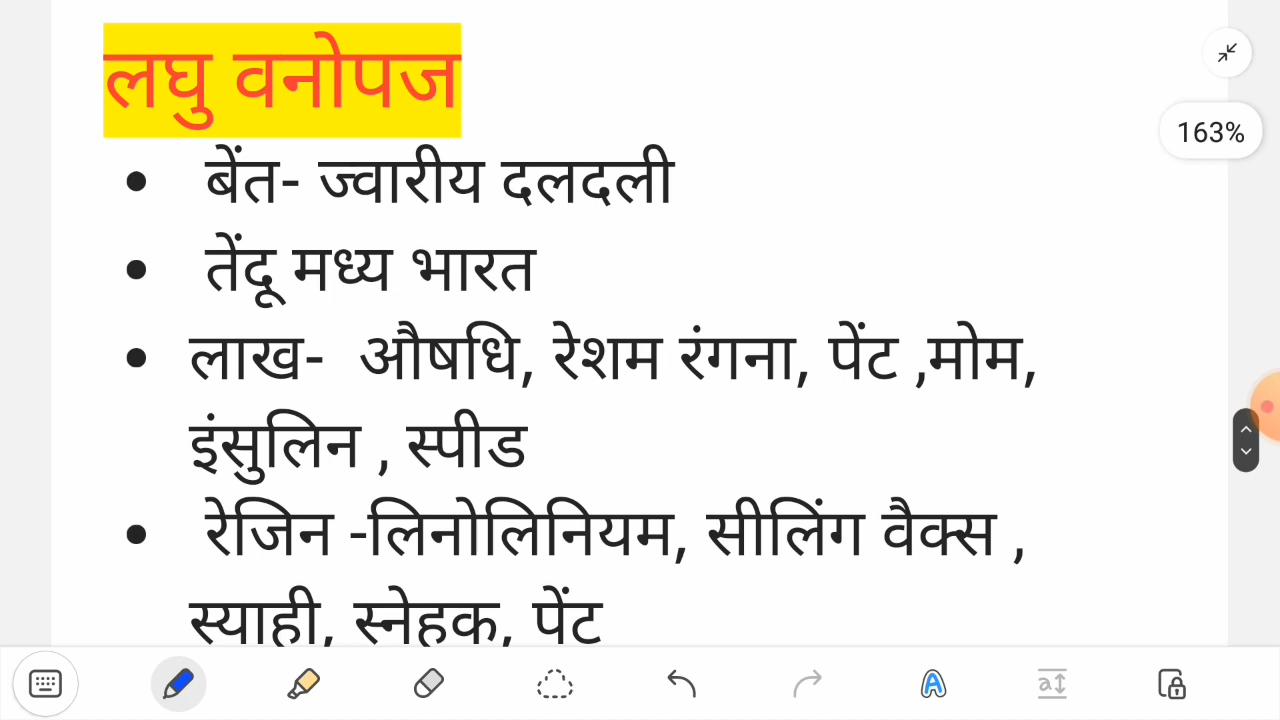 लघु वनोपज
163%
• बेंत- ज्वारीय दलदली
• तेंदू मध्य भारत
• लाख- औषधि, रेशम रंगना, पेंट ,मोम,
इंसुलिन , स्पीड
• रेजिन -लिनोलिनियम, सीलिंग वैक्स ,
स्याही, स्नेहक, पेंट